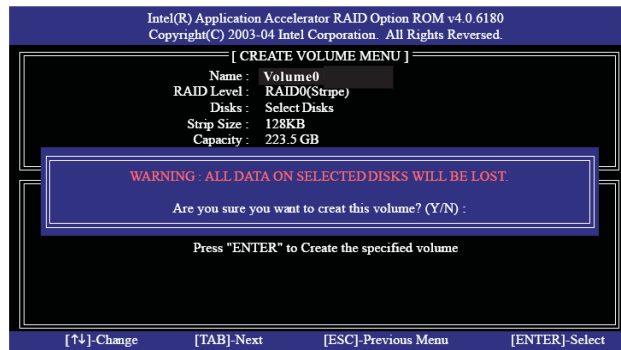 Intel(R) Application Accelerator RAID Option ROM v4.0.6180
Copyright(C) 2003-04 Intel Corporation. All Rights Reversed.
[ CREATE VOLUME MENU ]
Name : Volume0
RAID Level : RAID0(Stripe)
Disks : Select Disks
Strip Size : 128KB
Capacity : 223.5 GB
WARNING : ALL DATA ON SELECTED DISKS WILL BE LOST.
Are you sure you want to creat this volume? (Y/N) :
Press "ENTER" to Create the specified volume
[↑↓]-Change [TAB]-Next [ESC]-Previous Menu [ENTER]-Select